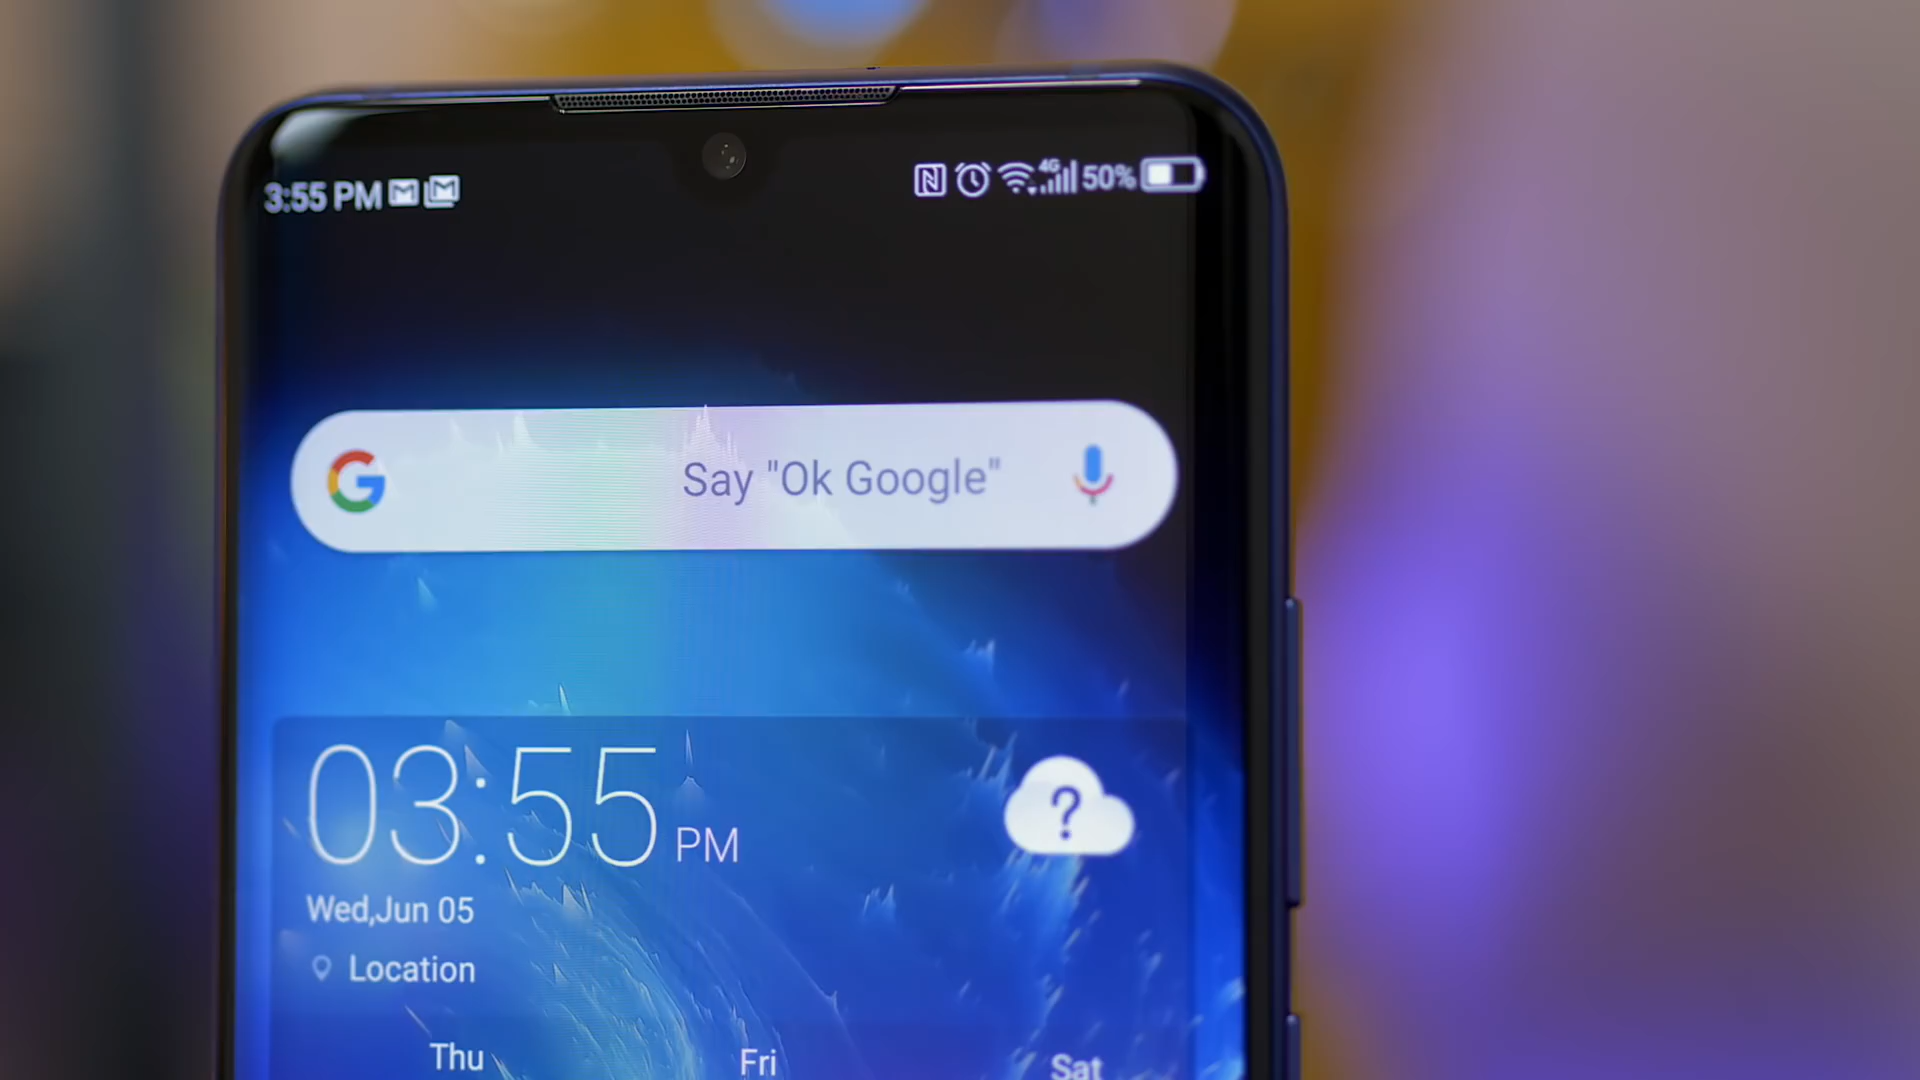 3:55 PM
4G 50%
Say "Ok Google"
03:55 PM
?
Wed,Jun 05
Location
Thu Fri Sat